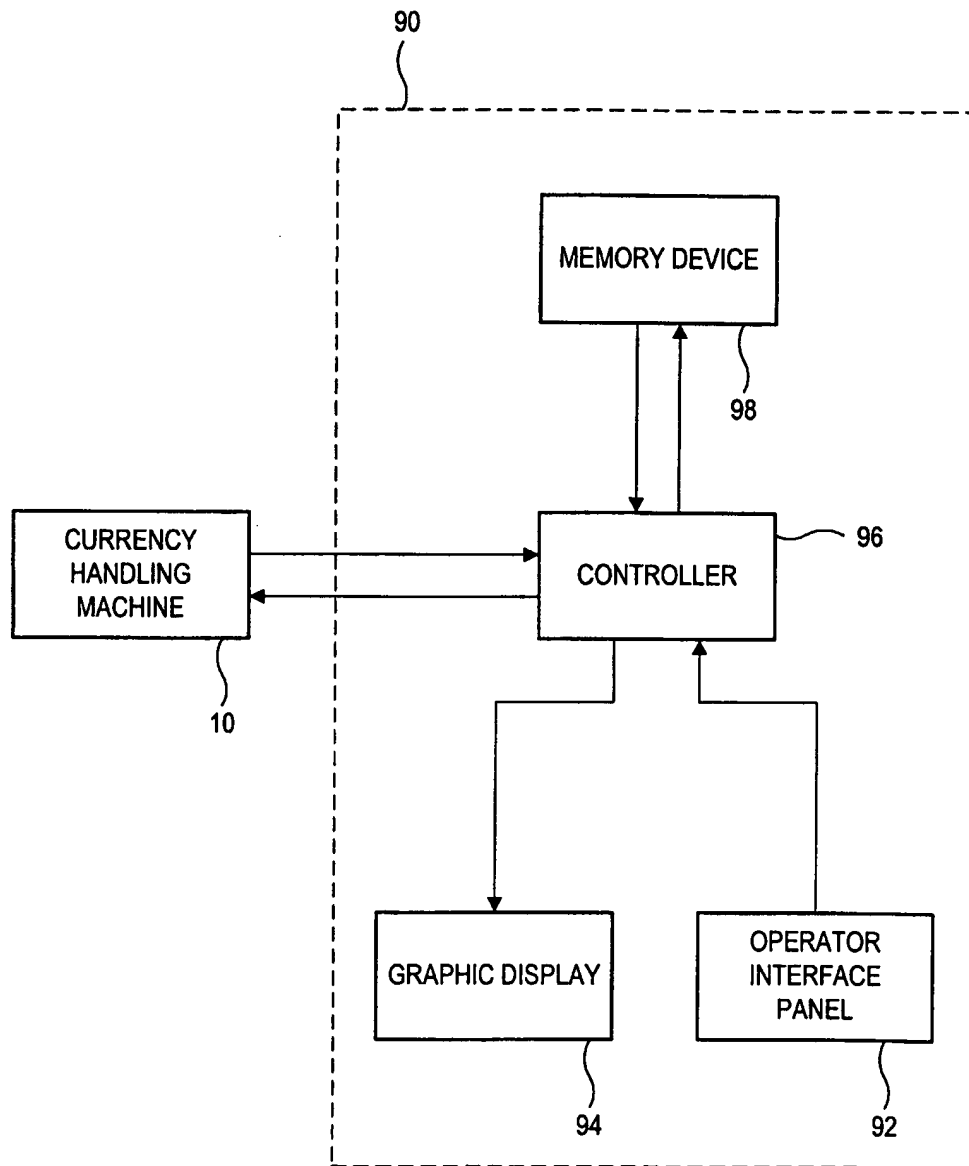 90
MEMORY DEVICE
98
CURRENCY
HANDLING
MACHINE
10
CONTROLLER
96
GRAPHIC DISPLAY
94
OPERATOR
INTERFACE
PANEL
92